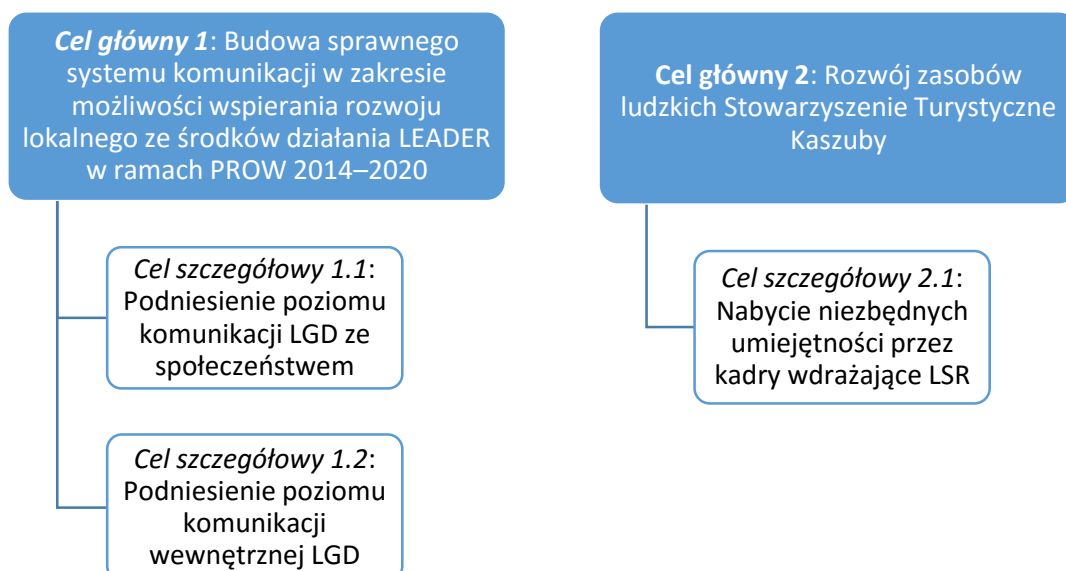 Cel główny 1: Budowa sprawnego
systemu komunikacji w zakresie
możliwości wspierania rozwoju
lokalnego ze środków działania LEADER
w ramach PROW 2014–2020
Cel szczegółowy 1.1:
Podniesienie poziomu
komunikacji LGD ze
społeczeństwem
Cel szczegółowy 1.2:
Podniesienie poziomu
komunikacji
wewnętrznej LGD
Cel główny 2: Rozwój zasobów
ludzkich Stowarzyszenie Turystyczne
Kaszuby
Cel szczegółowy 2.1:
Nabycie niezbędnych
umiejętności przez
kadry wdrażające LSR